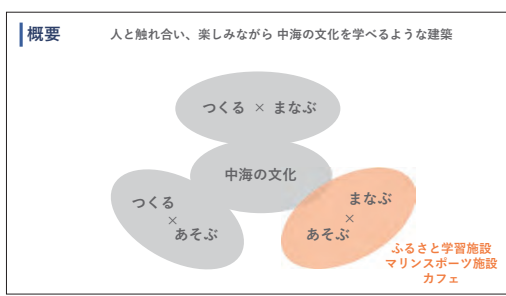 概要
人と触れ合い、楽しみながら 中海の文化を学べるような建築
つくる × まなぶ
中海の文化
つくる
×
あそぶ
まなぶ
×
あそぶ
ふるさと学習施設
マリンスポーツ施設
カフェ